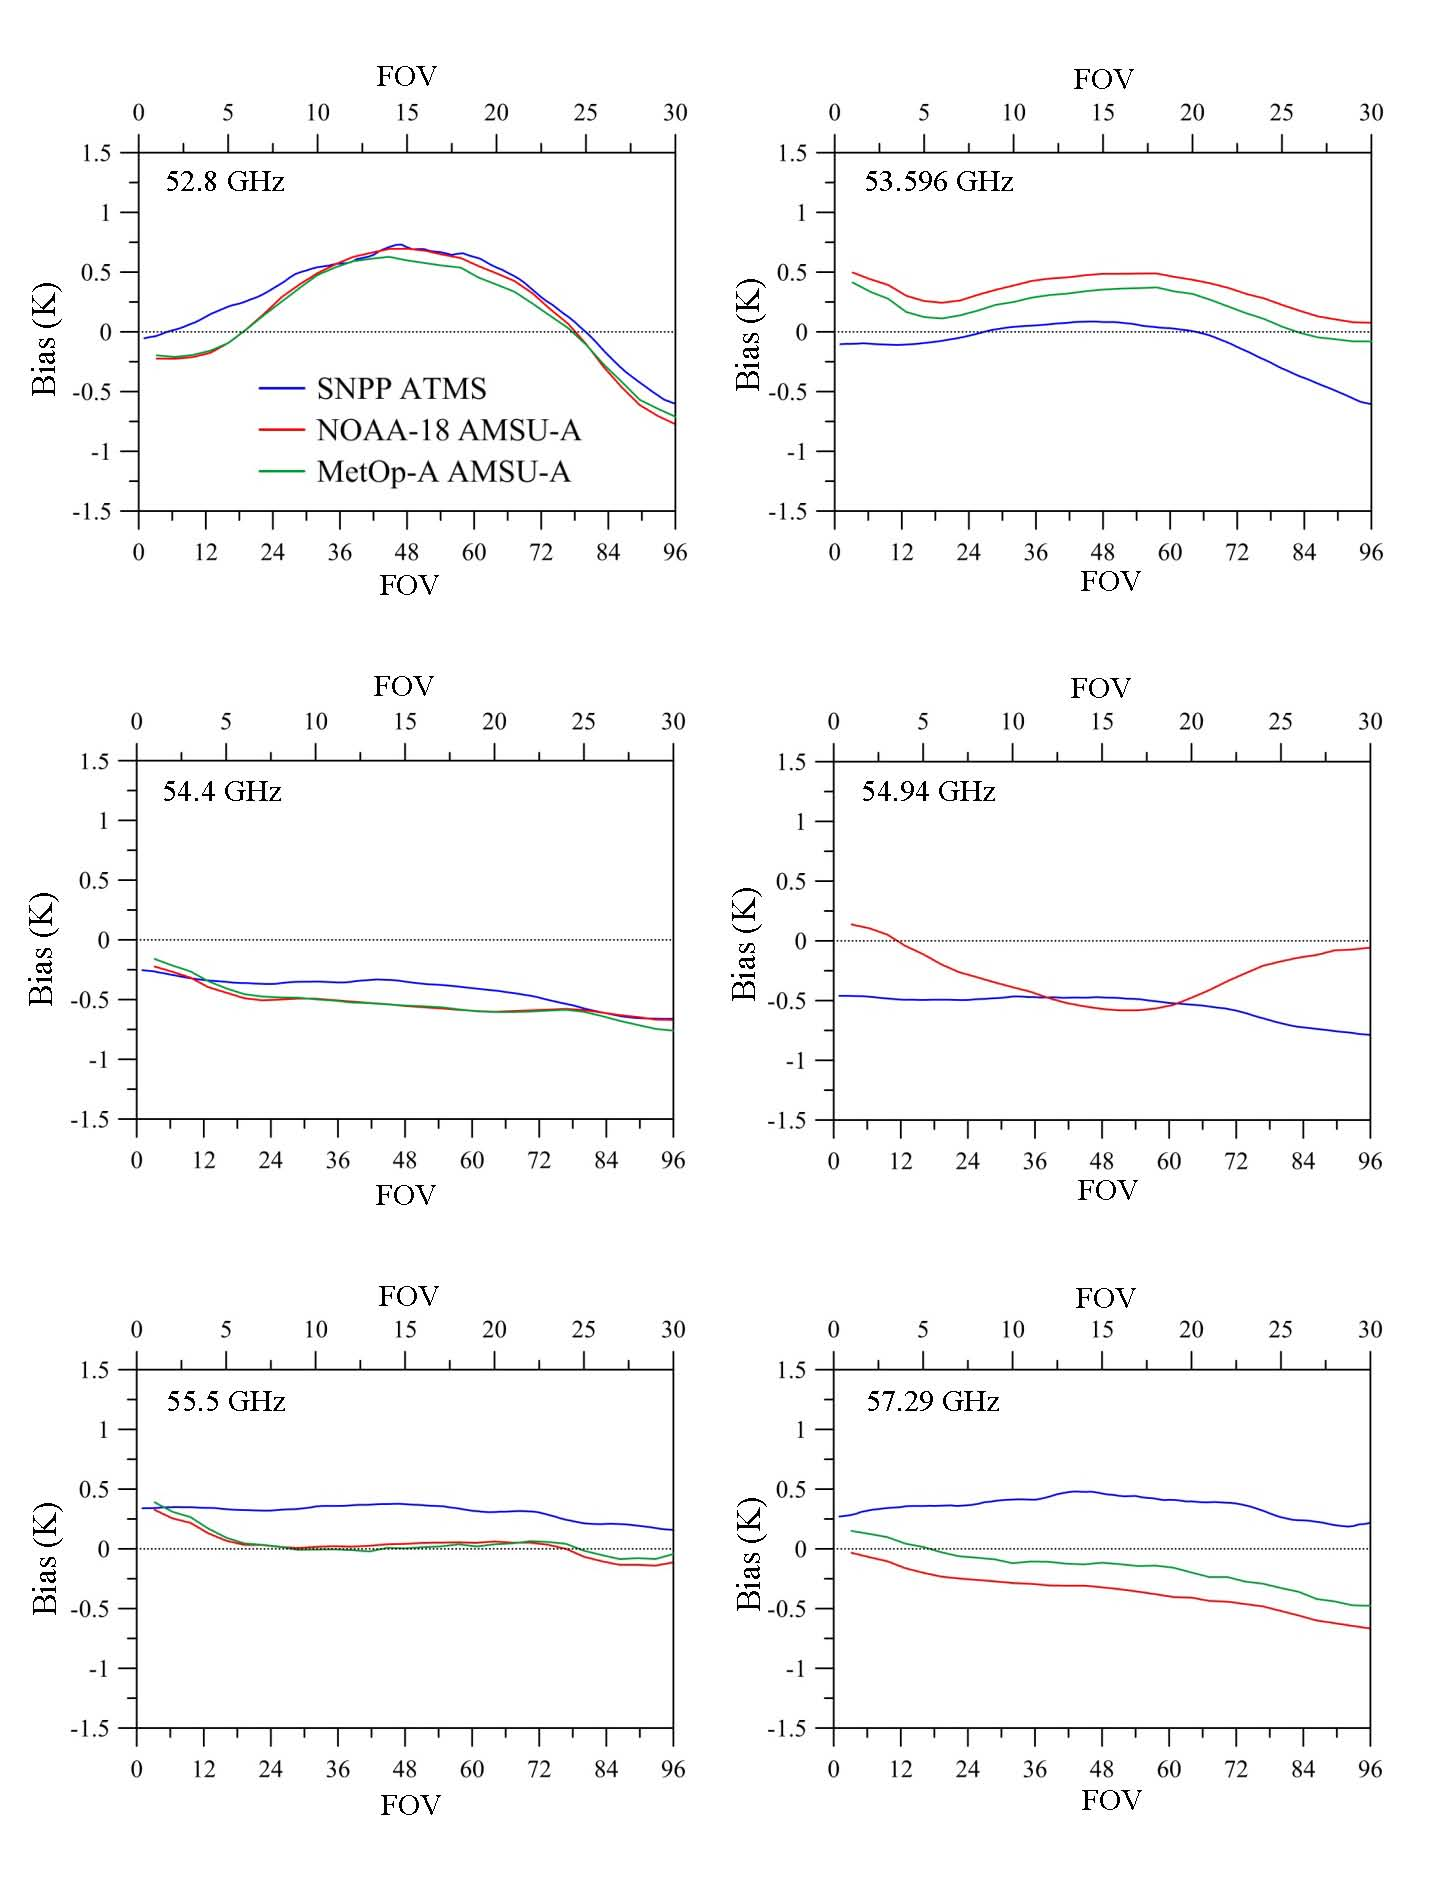 FOV
0 5 10 15 20 25 30
52.8 GHz
1.5
1
0.5
0
-0.5
-1
-1.5
Bias (K)
SNPP ATMS
NOAA-18 AMSU-A
MetOp-A AMSU-A
0 12 24 36 48 60 72 84 96
FOV
FOV
0 5 10 15 20 25 30
53.596 GHz
1.5
1
0.5
0
-0.5
-1
-1.5
Bias (K)
0 12 24 36 48 60 72 84 96
FOV
FOV
0 5 10 15 20 25 30
54.4 GHz
1.5
1
0.5
0
-0.5
-1
-1.5
Bias (K)
0 12 24 36 48 60 72 84 96
FOV
FOV
0 5 10 15 20 25 30
54.94 GHz
1.5
1
0.5
0
-0.5
-1
-1.5
Bias (K)
0 12 24 36 48 60 72 84 96
FOV
FOV
0 5 10 15 20 25 30
55.5 GHz
1.5
1
0.5
0
-0.5
-1
-1.5
Bias (K)
0 12 24 36 48 60 72 84 96
FOV
FOV
0 5 10 15 20 25 30
57.29 GHz
1.5
1
0.5
0
-0.5
-1
-1.5
Bias (K)
0 12 24 36 48 60 72 84 96
FOV